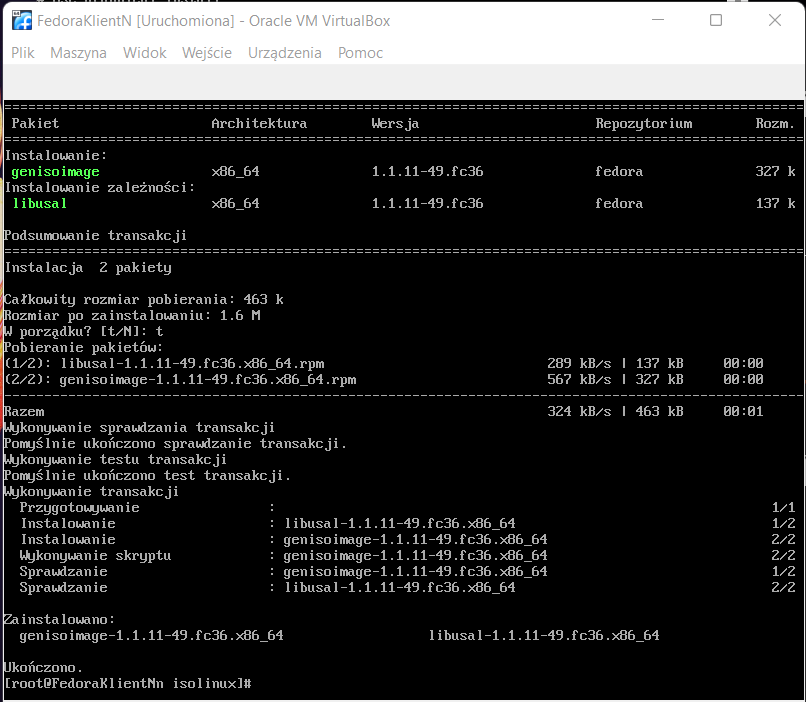 FedoraKlientN [Uruchomiona] - Oracle VM VirtualBox
Plik Maszyna Widok Wejście Urządzenia Pomoc
================================================================================
Pakiet Architektura Wersja Repozytorium Rozm.
================================================================================
Instalowanie:
genisoimage x86_64 1.1.11-49.fc36 fedora 327 k
Instalowanie zależności:
libusal x86_64 1.1.11-49.fc36 fedora 137 k
Podsumowanie transakcji
================================================================================
Instalacja 2 pakiety
Całkowity rozmiar pobierania: 463 k
Rozmiar po zainstalowaniu: 1.6 M
W porządku? [t/N]: t
Pobieranie pakietów:
(1/2): libusal-1.1.11-49.fc36.x86_64.rpm 289 kB/s | 137 kB 00:00
(2/2): genisoimage-1.1.11-49.fc36.x86_64.rpm 567 kB/s | 327 kB 00:00
--------------------------------------------------------------------------------
Razem 324 kB/s | 463 kB 00:01
Wykonywanie sprawdzania transakcji
Pomyślnie ukończono sprawdzanie transakcji.
Wykonywanie testu transakcji
Pomyślnie ukończono test transakcji.
Wykonywanie transakcji
Przygotowywanie : 1/1
Instalowanie : libusal-1.1.11-49.fc36.x86_64 1/2
Instalowanie : genisoimage-1.1.11-49.fc36.x86_64 2/2
Wykonywanie skryptu : genisoimage-1.1.11-49.fc36.x86_64 2/2
Sprawdzanie : genisoimage-1.1.11-49.fc36.x86_64 1/2
Sprawdzanie : libusal-1.1.11-49.fc36.x86_64 2/2
Zainstalowano:
genisoimage-1.1.11-49.fc36.x86_64 libusal-1.1.11-49.fc36.x86_64
Ukończono.
[root@FedoraKlientNn isolinux]#